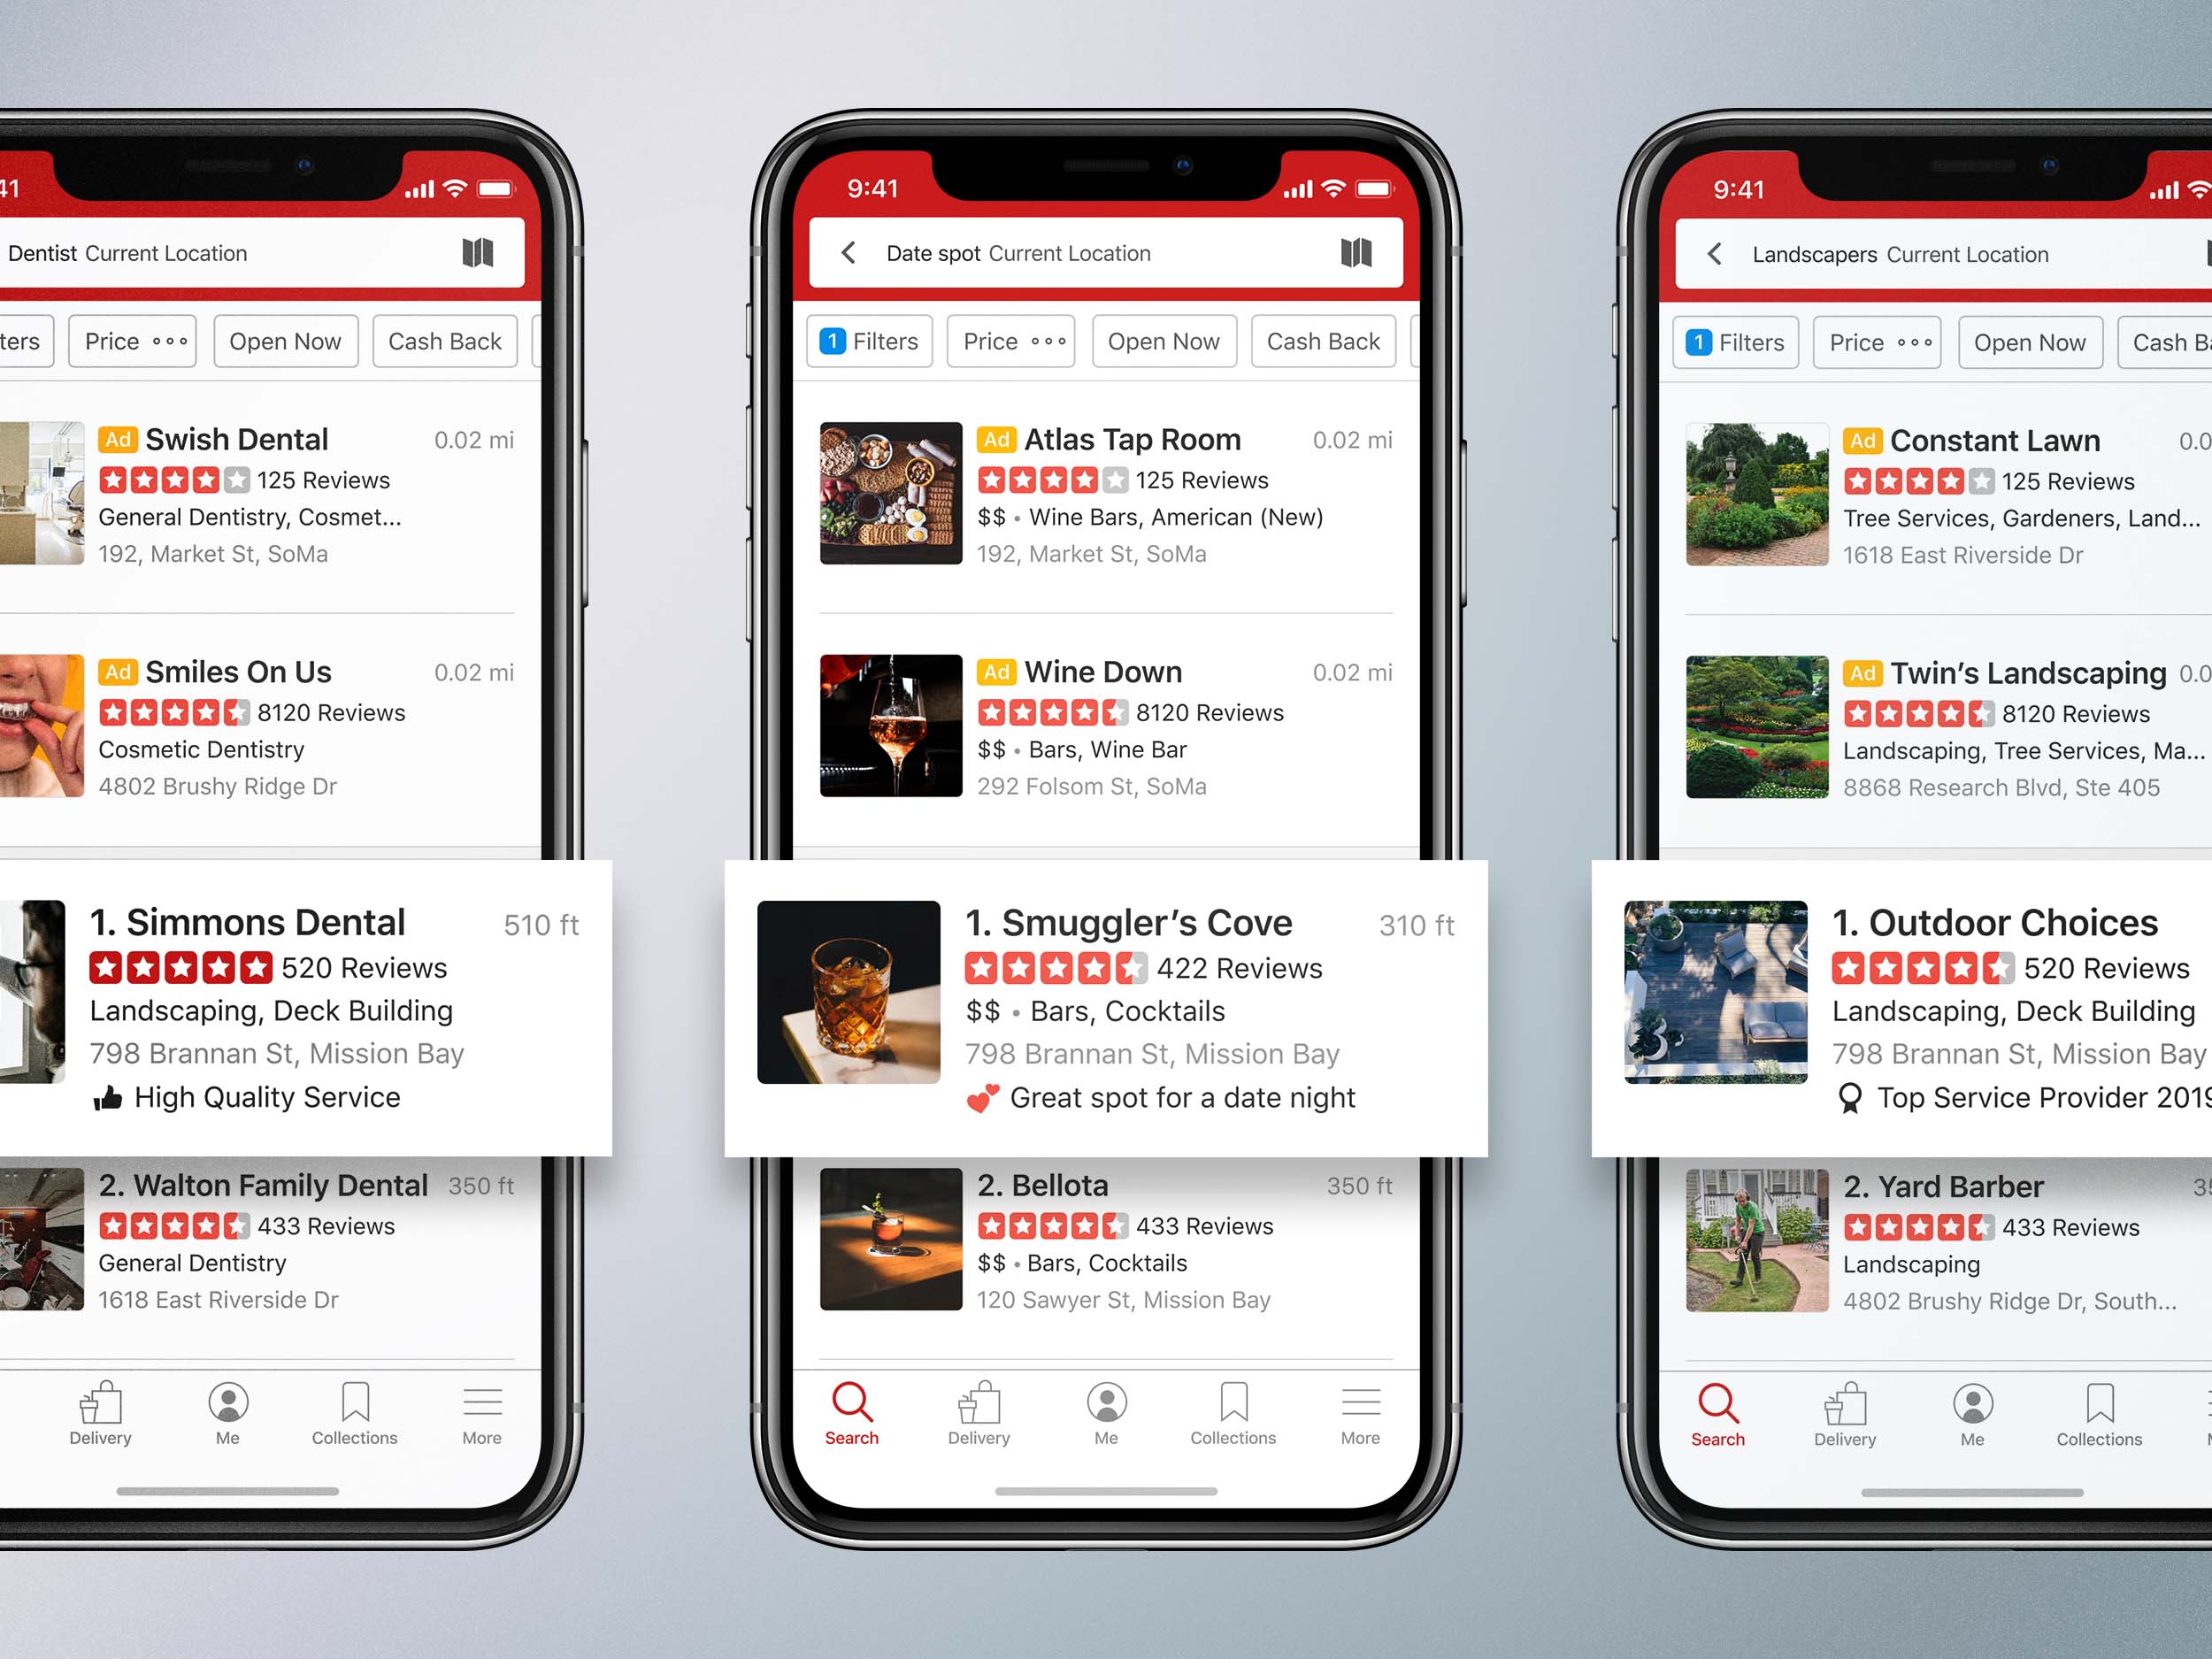 41
Dentist Current Location
ters
Price
Open Now
Cash Back
Ad Swish Dental 0.02 mi
125 Reviews
General Dentistry, Cosmet...
192, Market St, SoMa
Ad Smiles On Us 0.02 mi
8120 Reviews
Cosmetic Dentistry
4802 Brushy Ridge Dr
1. Simmons Dental 510 ft
520 Reviews
Landscaping, Deck Building
798 Brannan St, Mission Bay
High Quality Service
2. Walton Family Dental 350 ft
433 Reviews
General Dentistry
1618 East Riverside Dr
Delivery
Me
Collections
More
9:41
Date spot Current Location
1 Filters
Price
Open Now
Cash Back
Ad Atlas Tap Room 0.02 mi
125 Reviews
$$ • Wine Bars, American (New)
192, Market St, SoMa
Ad Wine Down 0.02 mi
8120 Reviews
$$ • Bars, Wine Bar
292 Folsom St, SoMa
1. Smuggler’s Cove 310 ft
422 Reviews
$$ • Bars, Cocktails
798 Brannan St, Mission Bay
Great spot for a date night
2. Bellota 350 ft
433 Reviews
$$ • Bars, Cocktails
120 Sawyer St, Mission Bay
Search
Delivery
Me
Collections
More
9:41
Landscapers Current Location
1 Filters
Price
Open Now
Cash Ba
Ad Constant Lawn 0.0
125 Reviews
Tree Services, Gardeners, Land...
1618 East Riverside Dr
Ad Twin’s Landscaping 0.0
8120 Reviews
Landscaping, Tree Services, Ma...
8868 Research Blvd, Ste 405
1. Outdoor Choices
520 Reviews
Landscaping, Deck Building
798 Brannan St, Mission Bay
Top Service Provider 2019
2. Yard Barber 35
433 Reviews
Landscaping
4802 Brushy Ridge Dr, South...
Search
Delivery
Me
Collections